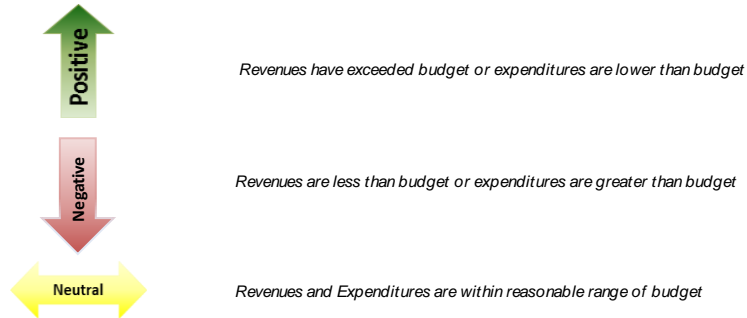 Positive
Revenues have exceeded budget or expenditures are lower than budget
Negative
Revenues are less than budget or expenditures are greater than budget
Neutral
Revenues and Expenditures are within reasonable range of budget